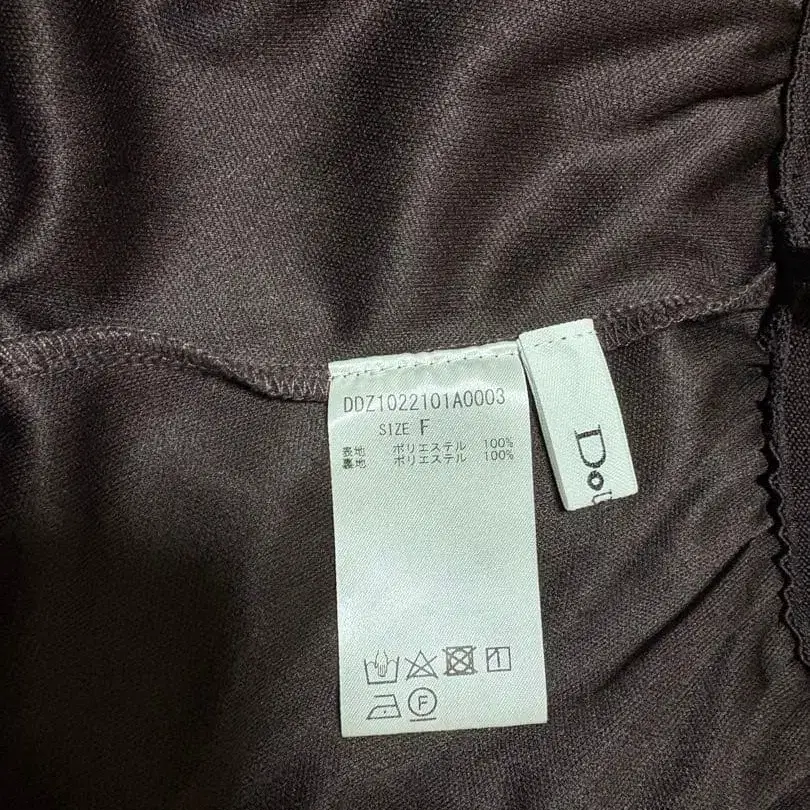 DDZ1022101A0003
SIZE F
表地 ポリエステル 100%
裏地 ポリエステル 100%